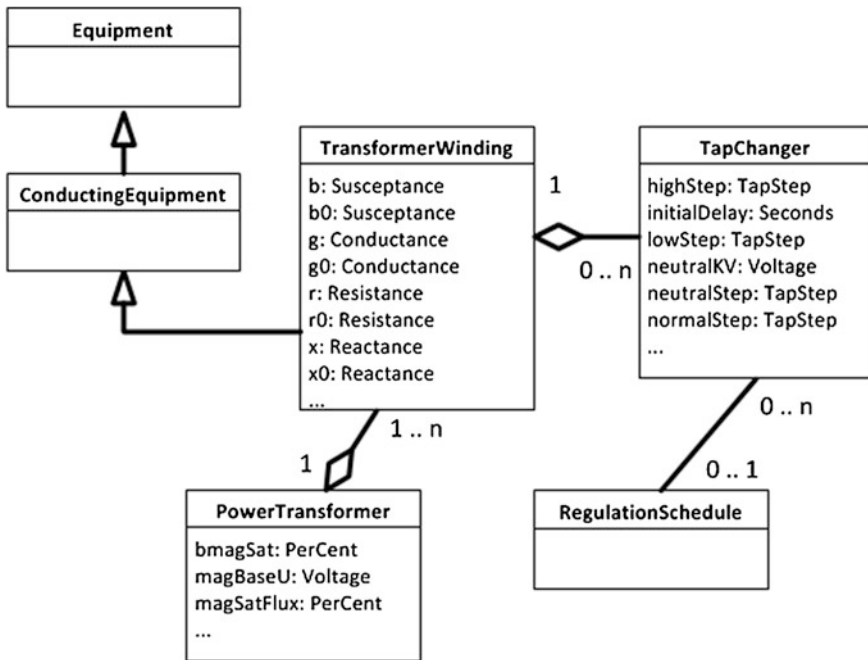 Equipment
ConductingEquipment
TransformerWinding
b: Susceptance
b0: Susceptance
g: Conductance
g0: Conductance
r: Resistance
r0: Resistance
x: Reactance
x0: Reactance
...
1
0 .. n
TapChanger
highStep: TapStep
initialDelay: Seconds
lowStep: TapStep
neutralKV: Voltage
neutralStep: TapStep
normalStep: TapStep
...
1 .. n
1
0 .. n
0 .. 1
PowerTransformer
bmagSat: PerCent
magBaseU: Voltage
magSatFlux: PerCent
...
RegulationSchedule